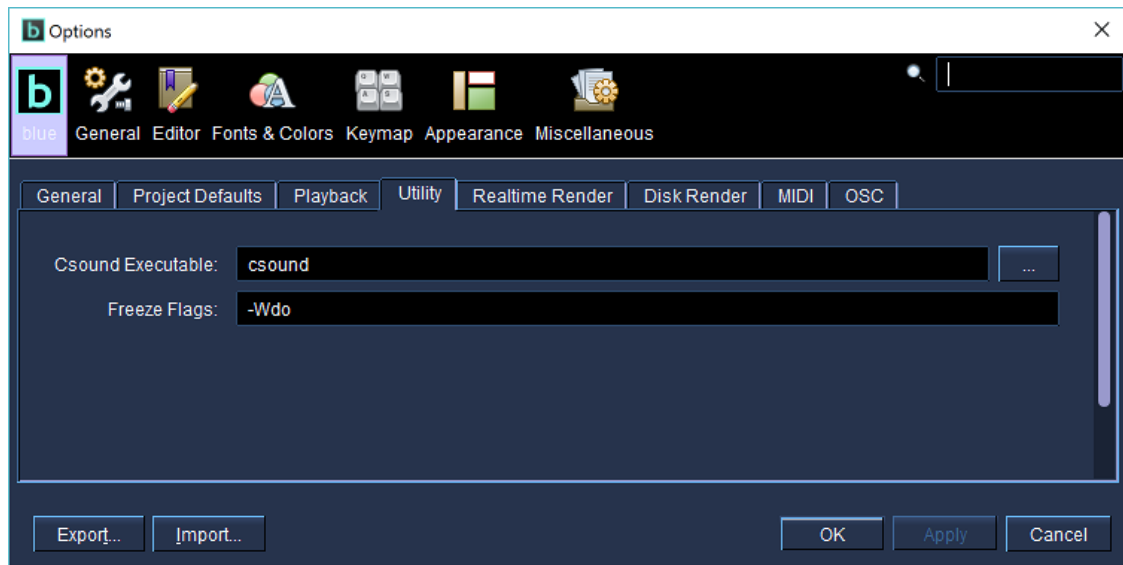 b Options
b
blue General Editor Fonts & Colors Keymap Appearance Miscellaneous
General Project Defaults Playback Utility Realtime Render Disk Render MIDI OSC
Csound Executable: csound ...
Freeze Flags: -Wdo
Export... Import... OK Apply Cancel